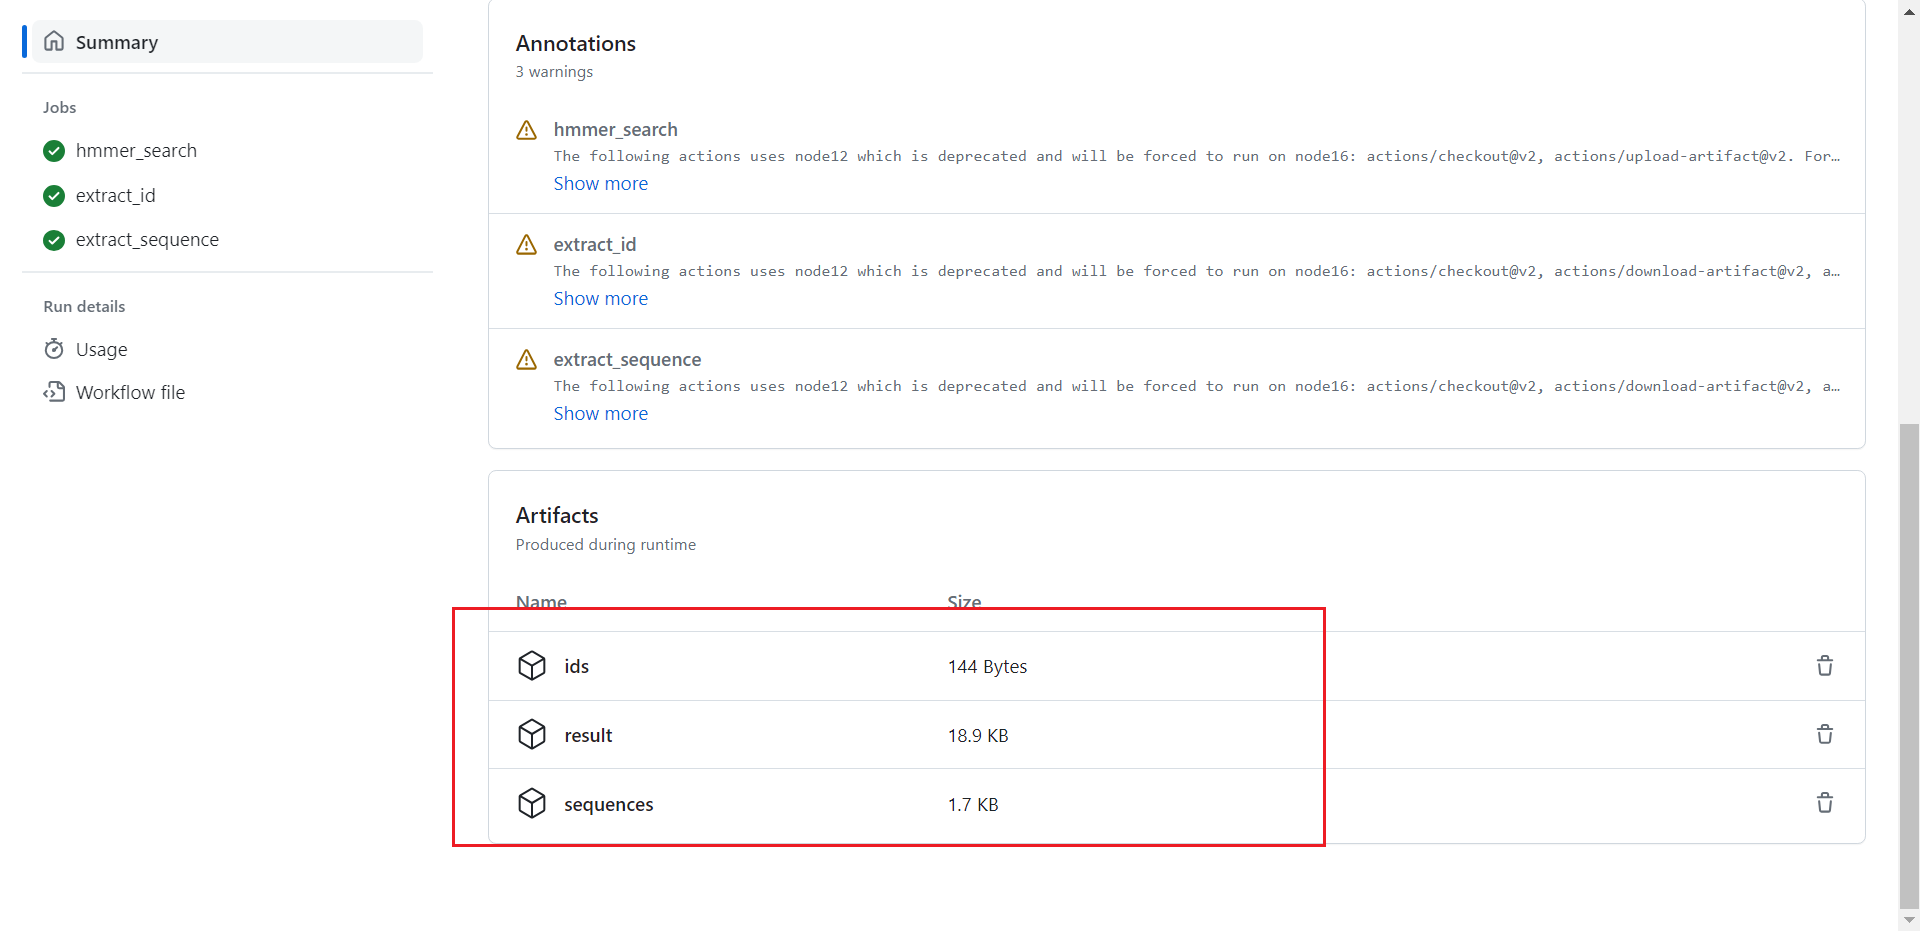 Summary
Jobs
hmmer_search
extract_id
extract_sequence
Run details
Usage
Workflow file
Annotations
3 warnings
hmmer_search
The following actions uses node12 which is deprecated and will be forced to run on node16: actions/checkout@v2, actions/upload-artifact@v2. For…
Show more
extract_id
The following actions uses node12 which is deprecated and will be forced to run on node16: actions/checkout@v2, actions/download-artifact@v2, a…
Show more
extract_sequence
The following actions uses node12 which is deprecated and will be forced to run on node16: actions/checkout@v2, actions/download-artifact@v2, a…
Show more
Artifacts
Produced during runtime
Name Size
ids 144 Bytes
result 18.9 KB
sequences 1.7 KB